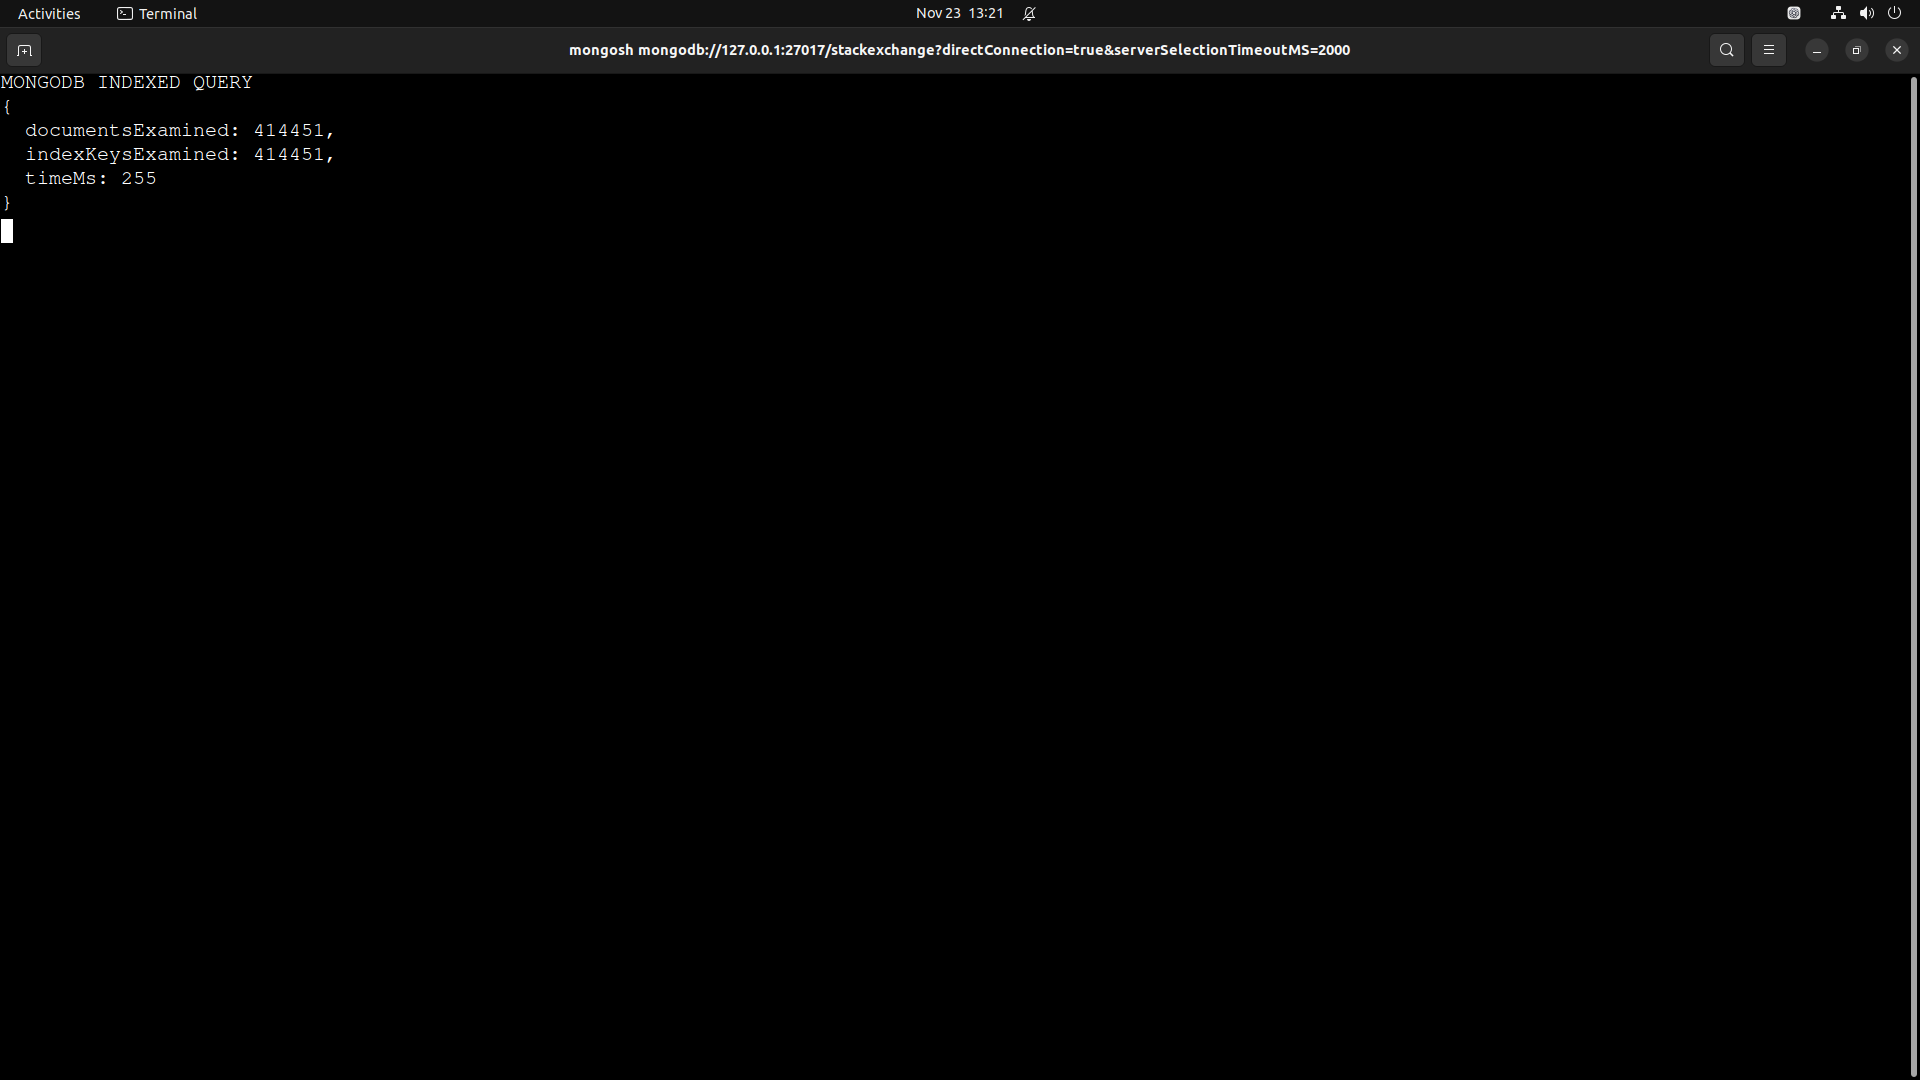 Activities Terminal Nov 23 13:21
mongosh mongodb://127.0.0.1:27017/stackexchange?directConnection=true&serverSelectionTimeoutMS=2000
MONGODB INDEXED QUERY
{
  documentsExamined: 414451,
  indexKeysExamined: 414451,
  timeMs: 255
}